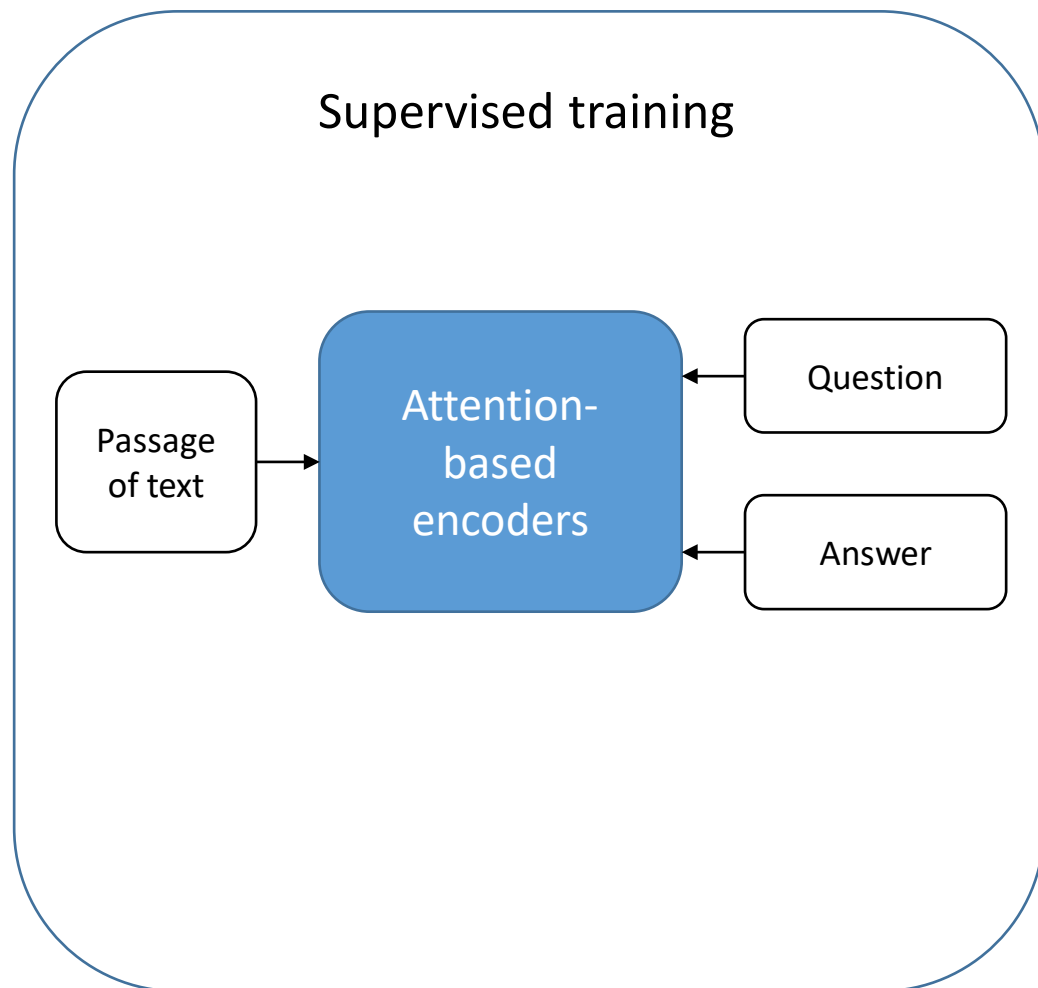 Supervised training
Passage
of text
Attention-
based
encoders
Question
Answer